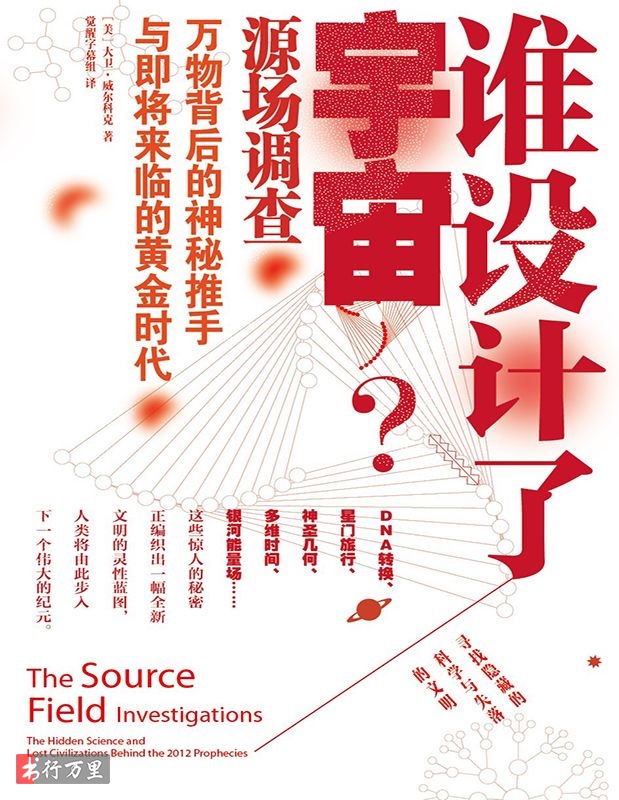 谁设计了
宇宙?
源场调查
万物背后的神秘推手
与即将来临的黄金时代
[美]大卫·威尔科克 著
觉醒字幕组 译
DNA转换、
星门旅行、
神圣几何、
多维时间、
银河能量场……
这些惊人的秘密
正编织出一幅全新
文明的灵性蓝图，
人类将由此步入
下一个伟大的纪元。
寻找隐藏的
科学与失落
的文明
The Source
Field Investigations
The Hidden Science and
Lost Civilizations Behind the 2012 Prophecies
书行万里